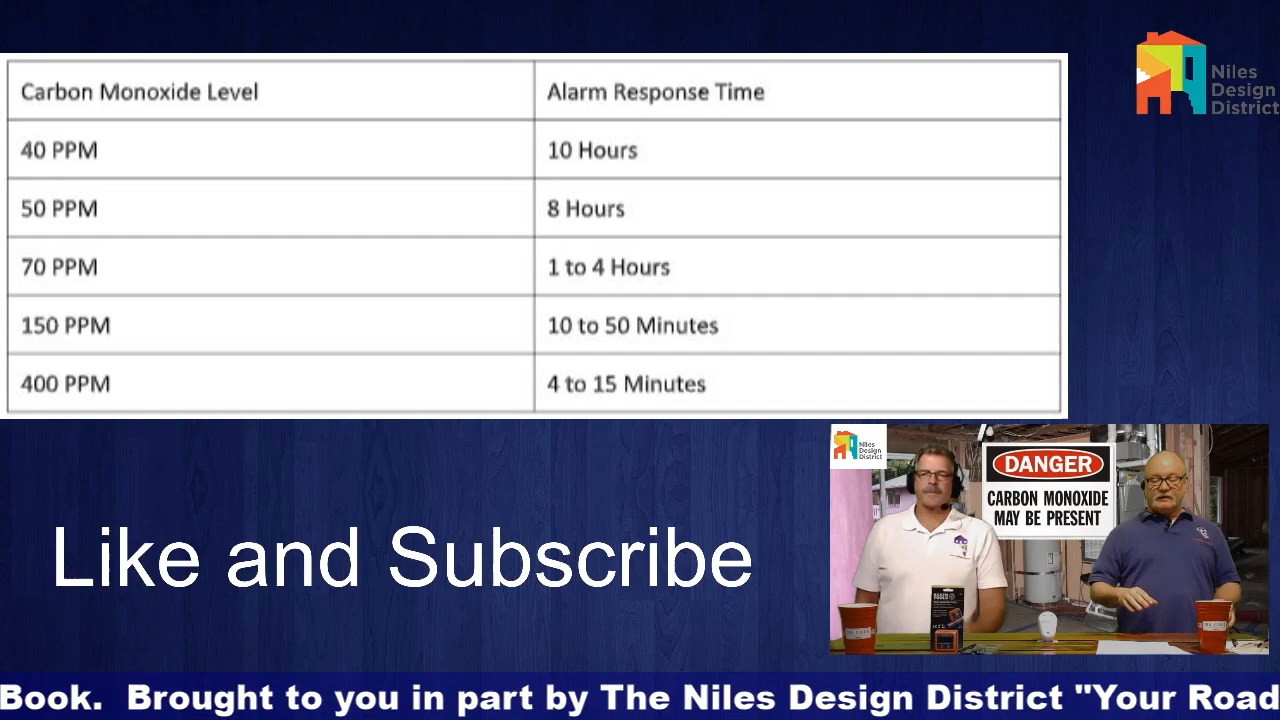 Carbon Monoxide Level Alarm Response Time
40 PPM 10 Hours
50 PPM 8 Hours
70 PPM 1 to 4 Hours
150 PPM 10 to 50 Minutes
400 PPM 4 to 15 Minutes
Niles
Design
District
Niles
Design
District
DANGER
CARBON MONOXIDE
MAY BE PRESENT
Like and Subscribe
Book. Brought to you in part by The Niles Design District "Your Road